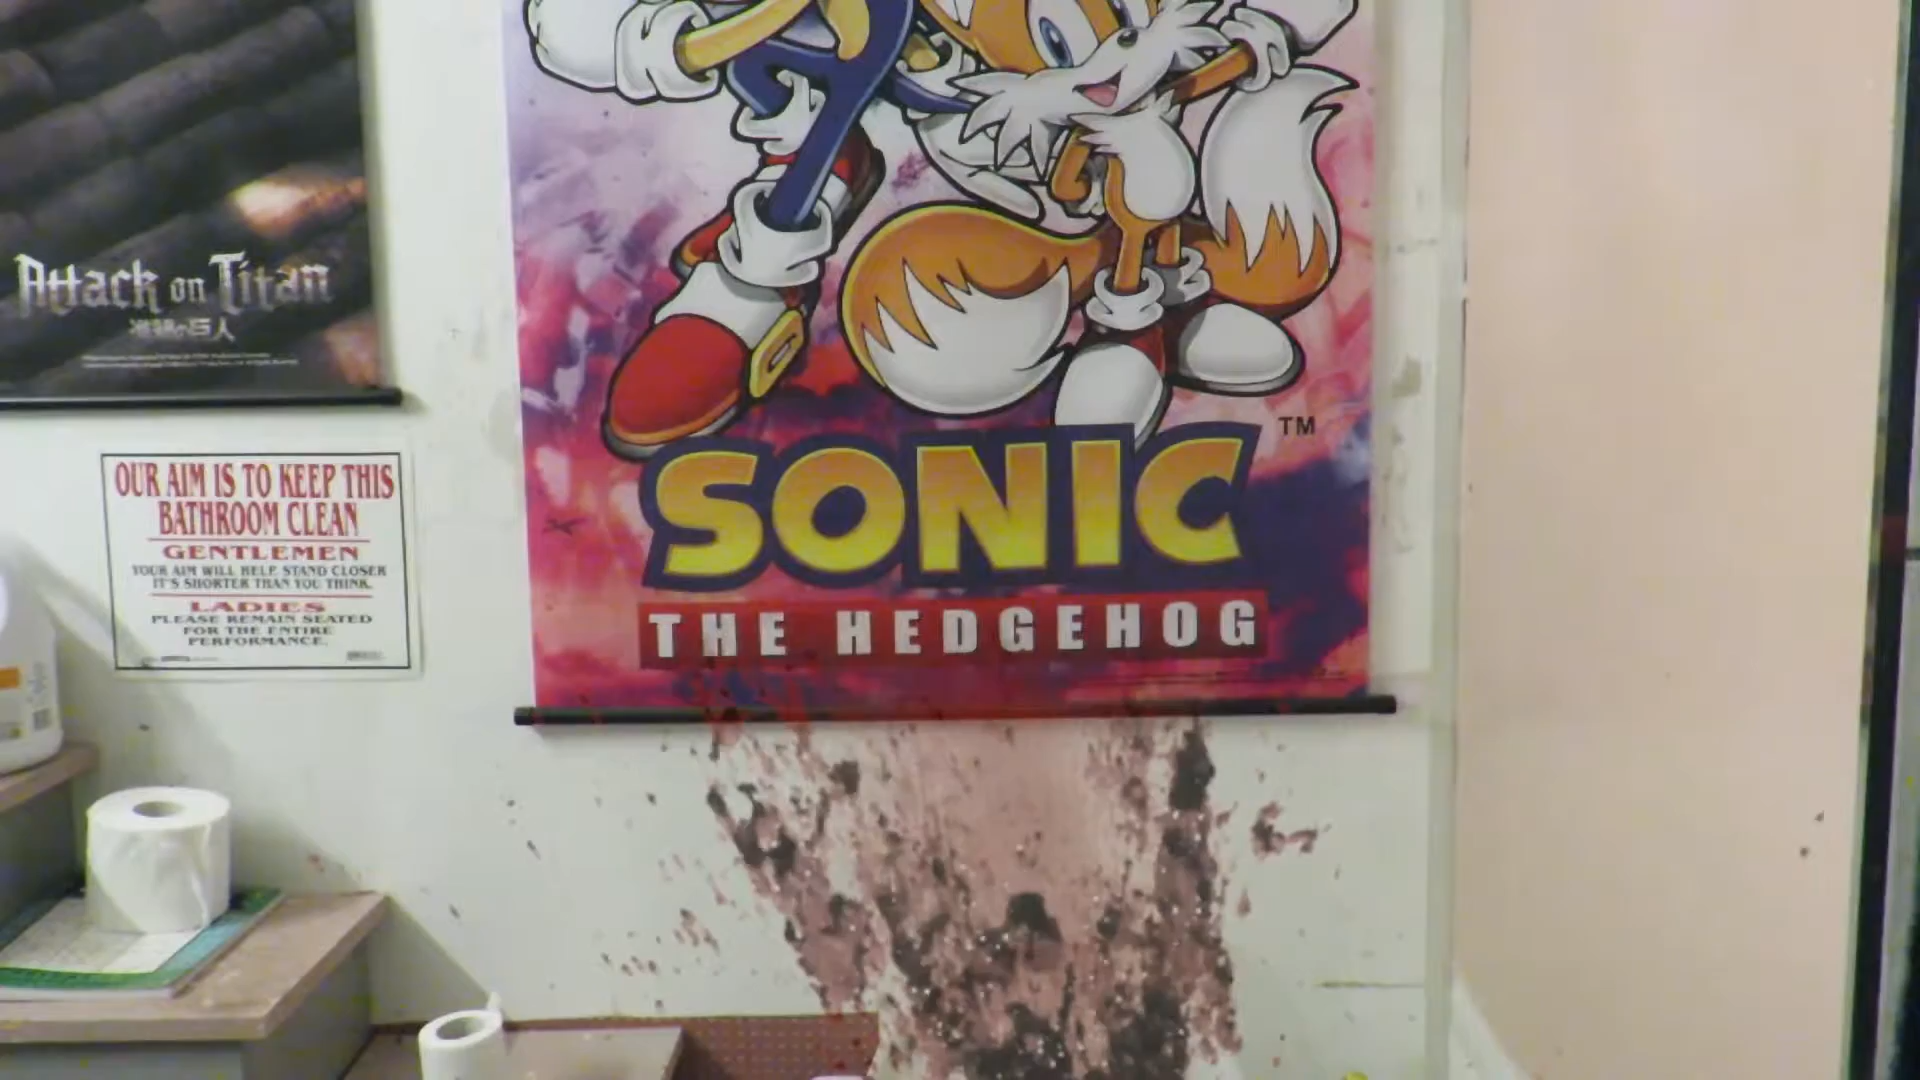 Attack on Titan
進撃の巨人
OUR AIM IS TO KEEP THIS
BATHROOM CLEAN
GENTLEMEN
YOUR AIM WILL HELP, STAND CLOSER
IT'S SHORTER THAN YOU THINK.
LADIES
PLEASE REMAIN SEATED
FOR THE ENTIRE
PERFORMANCE.
TM
SONIC
THE HEDGEHOG